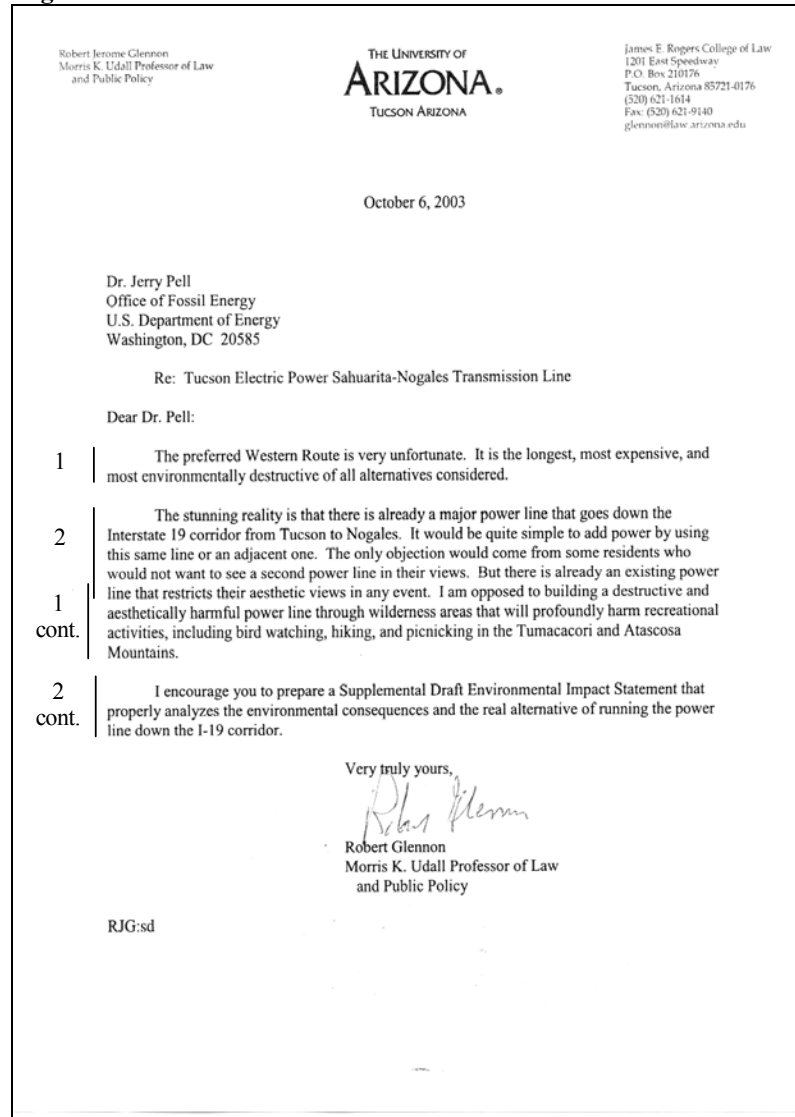 Robert Jerome Glennon
Morris K. Udall Professor of Law
and Public Policy
THE UNIVERSITY OF
ARIZONA®
TUCSON ARIZONA
James E. Rogers College of Law
1201 East Speedway
P.O. Box 210176
Tucson, Arizona 85721-0176
(520) 621-1614
Fax: (520) 621-9140
glennon@law.arizona.edu
October 6, 2003
Dr. Jerry Pell
Office of Fossil Energy
U.S. Department of Energy
Washington, DC 20585
Re: Tucson Electric Power Sahuarita-Nogales Transmission Line
Dear Dr. Pell:
1
The preferred Western Route is very unfortunate. It is the longest, most expensive, and
most environmentally destructive of all alternatives considered.
2
The stunning reality is that there is already a major power line that goes down the
Interstate 19 corridor from Tucson to Nogales. It would be quite simple to add power by using
this same line or an adjacent one. The only objection would come from some residents who
would not want to see a second power line in their views. But there is already an existing power
1
cont.
line that restricts their aesthetic views in any event. I am opposed to building a destructive and
aesthetically harmful power line through wilderness areas that will profoundly harm recreational
activities, including bird watching, hiking, and picnicking in the Tumacacori and Atascosa
Mountains.
2
cont.
I encourage you to prepare a Supplemental Draft Environmental Impact Statement that
properly analyzes the environmental consequences and the real alternative of running the power
line down the I-19 corridor.
Very truly yours,
Robert Glennon
Robert Glennon
Morris K. Udall Professor of Law
and Public Policy
RJG:sd